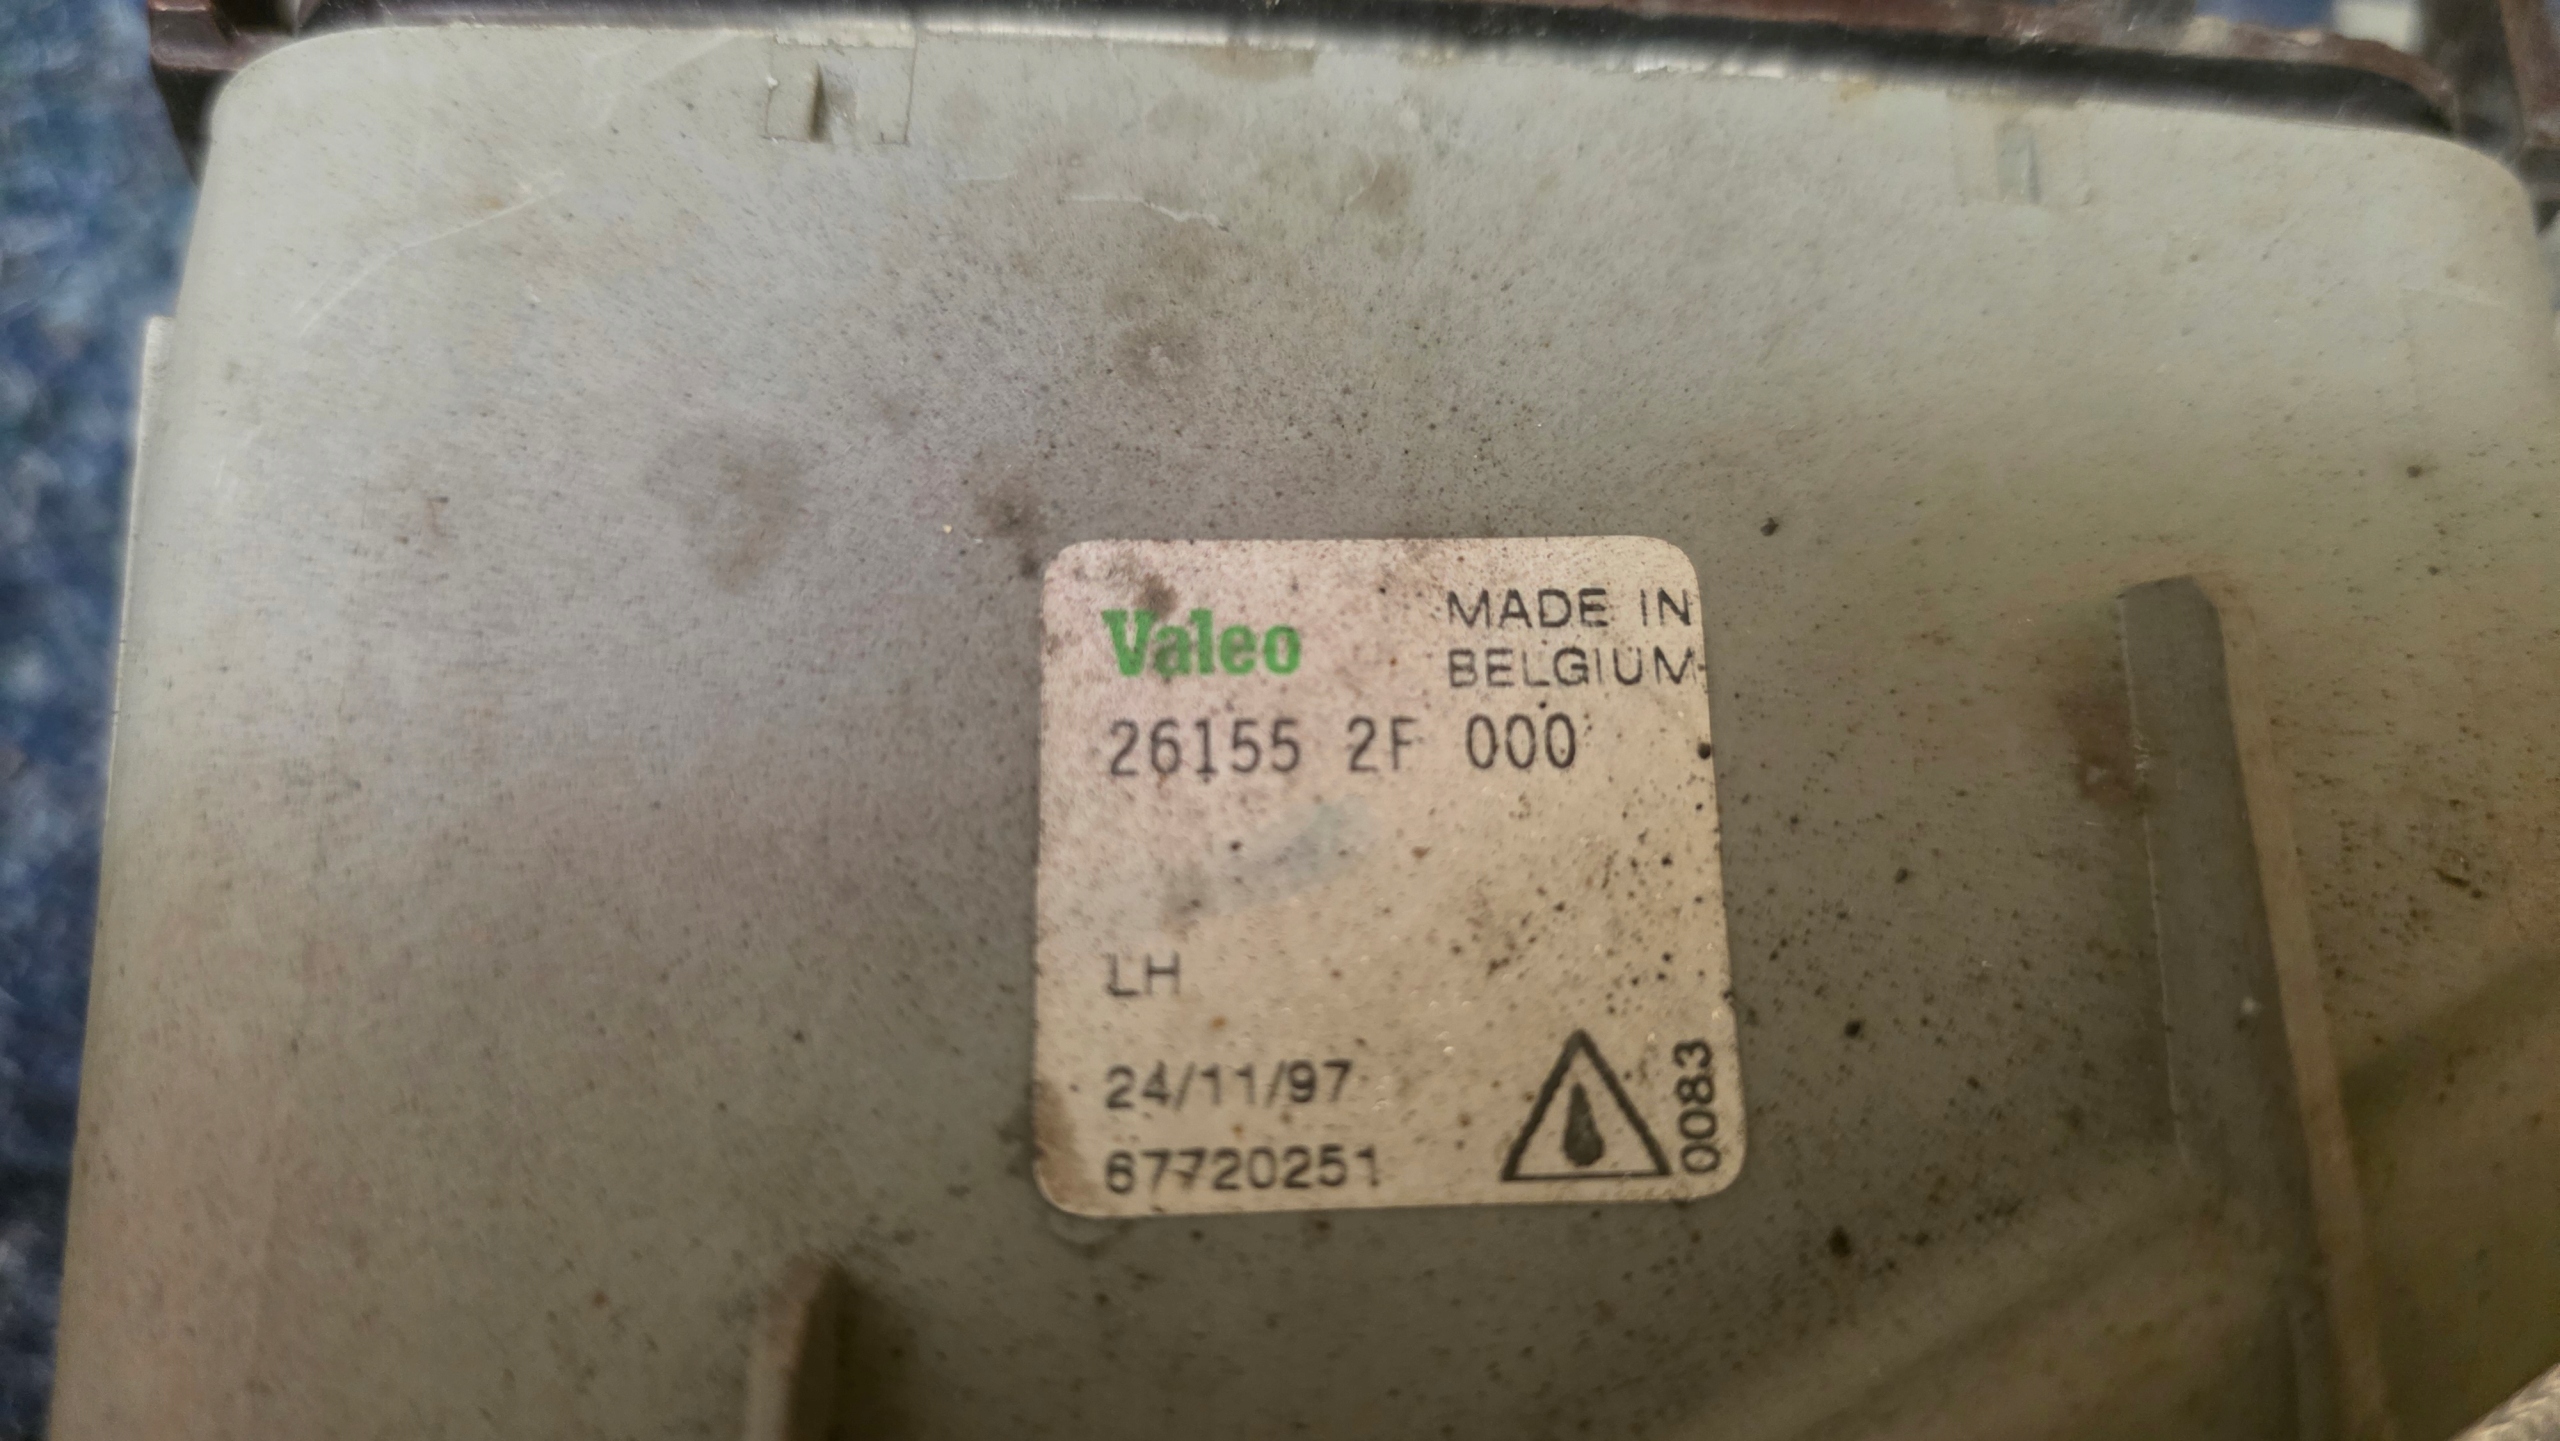 Valeo
MADE IN
BELGIUM
26155 2F 000
LH
24/11/97
67720251
0083